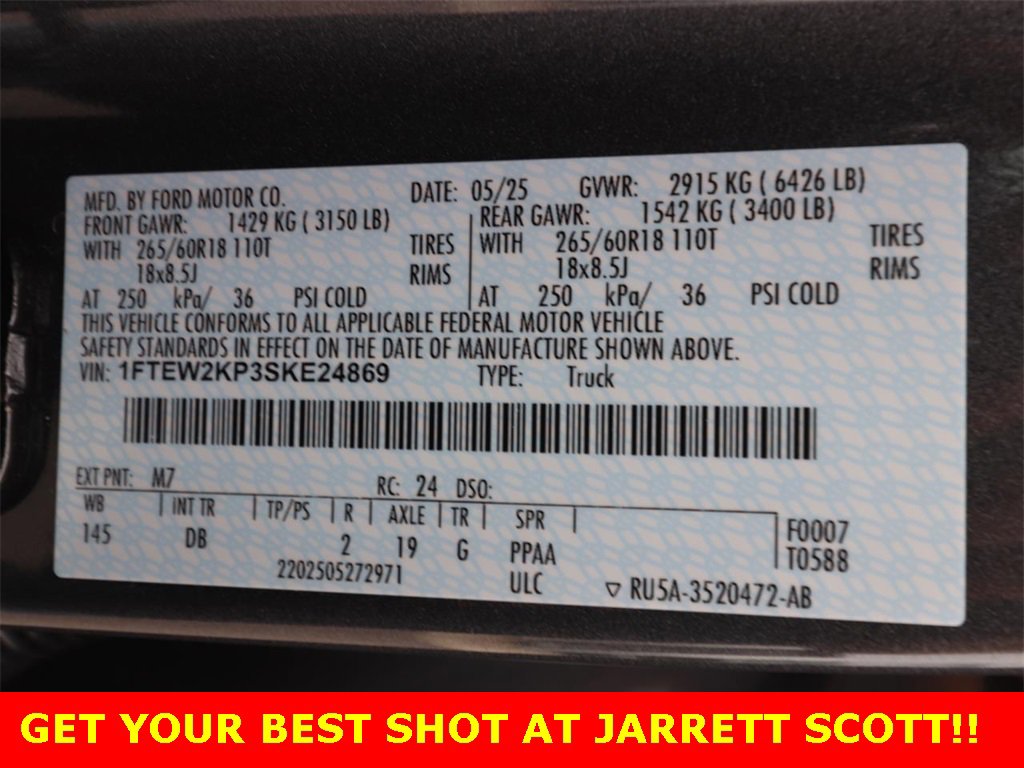 MFD. BY FORD MOTOR CO. DATE: 05/25 GVWR: 2915 KG ( 6426 LB)
FRONT GAWR: 1429 KG ( 3150 LB) REAR GAWR: 1542 KG ( 3400 LB)
WITH 265/60R18 110T TIRES WITH 265/60R18 110T TIRES
18x8.5J RIMS 18x8.5J RIMS
AT 250 kPa/ 36 PSI COLD AT 250 kPa/ 36 PSI COLD
THIS VEHICLE CONFORMS TO ALL APPLICABLE FEDERAL MOTOR VEHICLE
SAFETY STANDARDS IN EFFECT ON THE DATE OF MANUFACTURE SHOWN ABOVE.
VIN: 1FTEW2KP3SKE24869 TYPE: Truck
EXT PNT: M7 RC: 24 DSO:
WB INT TR TP/PS R AXLE TR SPR F0007
145 DB 2 19 G PPAA T0588
2202505272971 ULC ▽ RU5A-3520472-AB
GET YOUR BEST SHOT AT JARRETT SCOTT!!